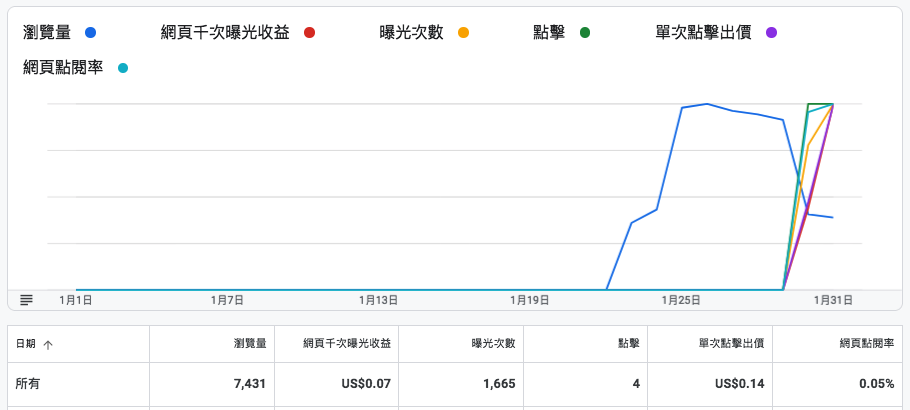 瀏覽量 網頁千次曝光收益 曝光次數 點擊 單次點擊出價
網頁點閱率
1月1日 1月7日 1月13日 1月19日 1月25日 1月31日
日期 瀏覽量 網頁千次曝光收益 曝光次數 點擊 單次點擊出價 網頁點閱率
所有 7,431 US$0.07 1,665 4 US$0.14 0.05%